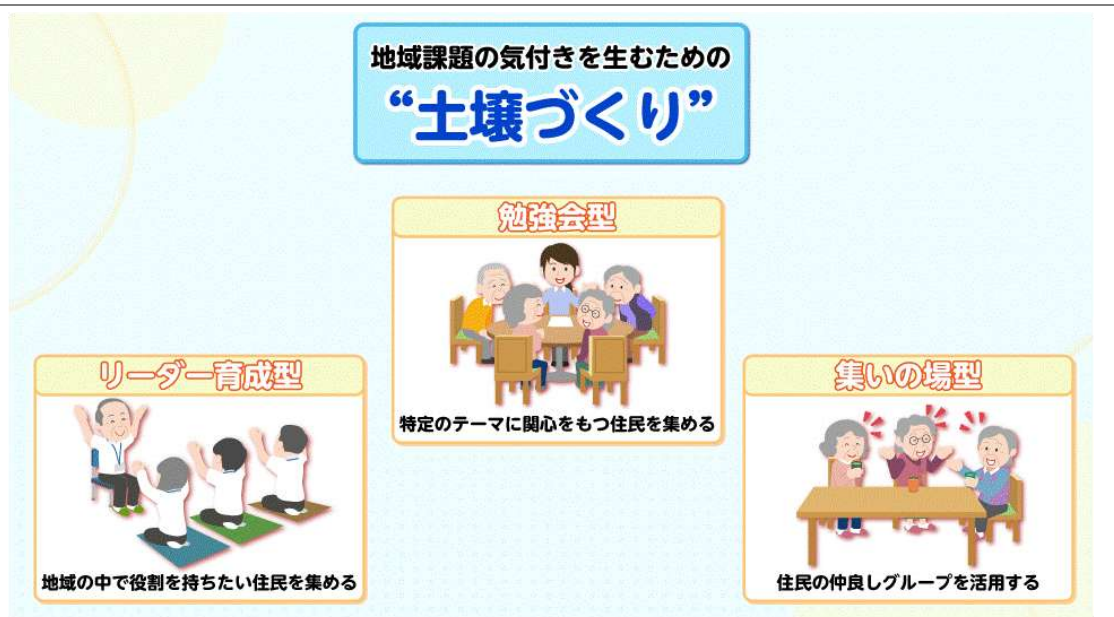 地域課題の気付きを生むための
“土壌づくり”
勉強会型
特定のテーマに関心をもつ住民を集める
リーダー育成型
地域の中で役割を持ちたい住民を集める
集いの場型
住民の仲良しグループを活用する